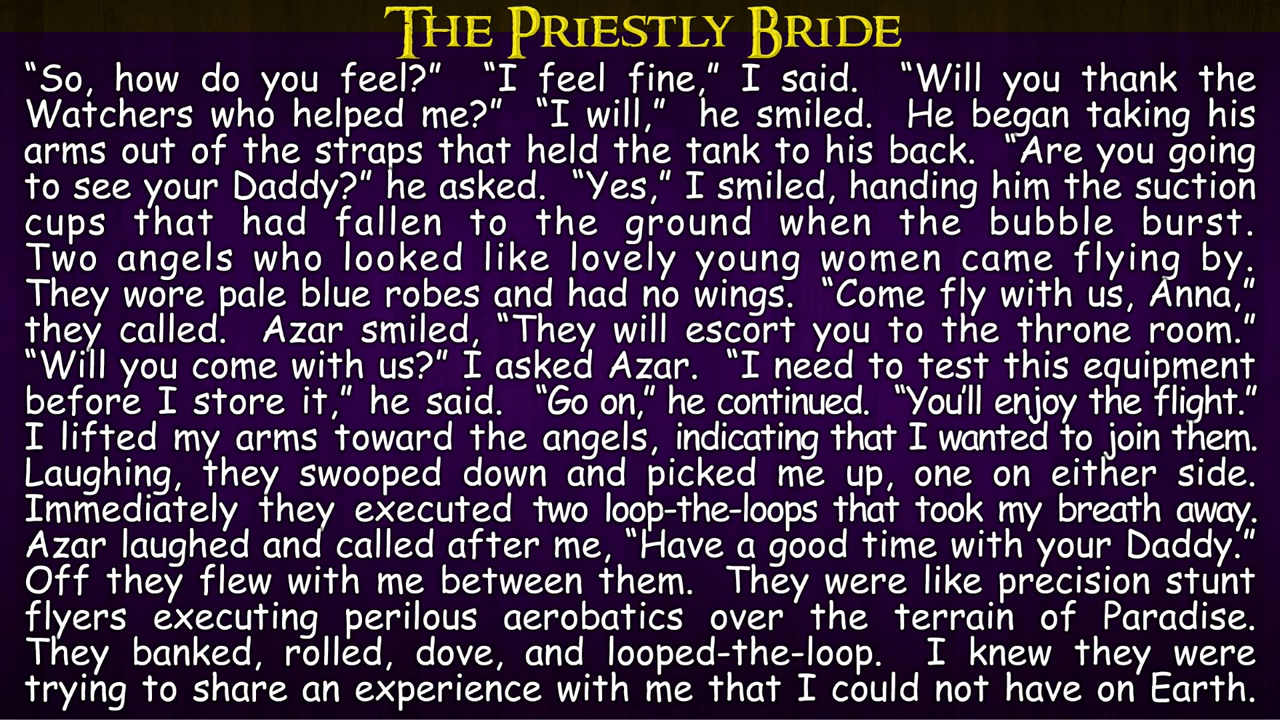 The Priestly Bride
“So, how do you feel?” “I feel fine,” I said. “Will you thank the
Watchers who helped me?” “I will,” he smiled. He began taking his
arms out of the straps that held the tank to his back. “Are you going
to see your Daddy?” he asked. “Yes,” I smiled, handing him the suction
cups that had fallen to the ground when the bubble burst.
Two angels who looked like lovely young women came flying by.
They wore pale blue robes and had no wings. “Come fly with us, Anna,”
they called. Azar smiled, “They will escort you to the throne room.”
“Will you come with us?” I asked Azar. “I need to test this equipment
before I store it,” he said. “Go on,” he continued. “You’ll enjoy the flight.”
I lifted my arms toward the angels, indicating that I wanted to join them.
Laughing, they swooped down and picked me up, one on either side.
Immediately they executed two loop-the-loops that took my breath away.
Azar laughed and called after me, “Have a good time with your Daddy.”
Off they flew with me between them. They were like precision stunt
flyers executing perilous aerobatics over the terrain of Paradise.
They banked, rolled, dove, and looped-the-loop. I knew they were
trying to share an experience with me that I could not have on Earth.